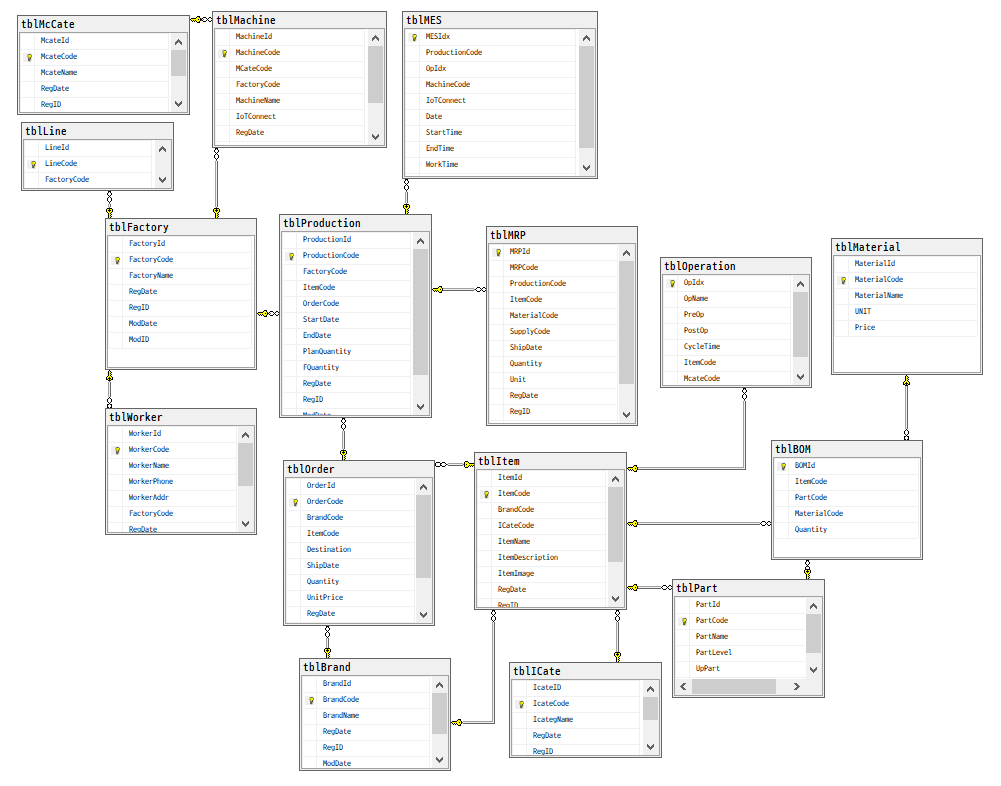 tblMcCate
McateId
McateCode
McateName
RegDate
RegID
tblMachine
MachineId
MachineCode
MCateCode
FactoryCode
MachineName
IoTConnect
RegDate
tblMES
MESIdx
ProductionCode
OpIdx
MachineCode
IoTConnect
Date
StartTime
EndTime
WorkTime
tblLine
LineId
LineCode
FactoryCode
tblFactory
FactoryId
FactoryCode
FactoryName
RegDate
RegID
ModDate
ModID
tblProduction
ProductionId
ProductionCode
FactoryCode
ItemCode
OrderCode
StartDate
EndDate
PlanQuantity
FQuantity
RegDate
RegID
ModDate
tblMRP
MRPId
MRPCode
ProductionCode
ItemCode
MaterialCode
SupplyCode
ShipDate
Quantity
Unit
RegDate
RegID
tblOperation
OpIdx
OpName
PreOp
PostOp
CycleTime
ItemCode
McateCode
tblMaterial
MaterialId
MaterialCode
MaterialName
UNIT
Price
tblWorker
WorkerId
WorkerCode
WorkerName
WorkerPhone
WorkerAddr
FactoryCode
RegDate
tblOrder
OrderId
OrderCode
BrandCode
ItemCode
Destination
ShipDate
Quantity
UnitPrice
RegDate
tblItem
ItemId
ItemCode
BrandCode
ICateCode
ItemName
ItemDescription
ItemImage
RegDate
RegID
tblBOM
BOMId
ItemCode
PartCode
MaterialCode
Quantity
tblPart
PartId
PartCode
PartName
PartLevel
UpPart
tblBrand
BrandId
BrandCode
BrandName
RegDate
RegID
ModDate
tblICate
IcateID
IcateCode
IcategName
RegDate
RegID